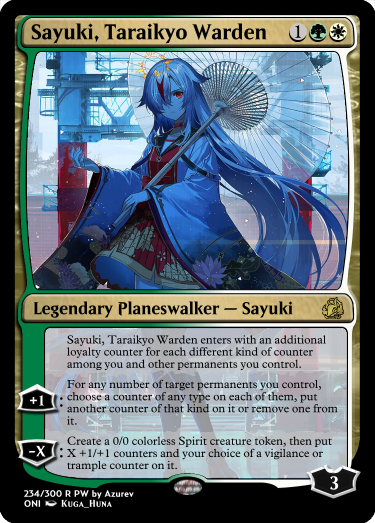 Sayuki, Taraikyo Warden 1
Legendary Planeswalker — Sayuki
Sayuki, Taraikyo Warden enters with an additional
loyalty counter for each different kind of counter
among you and other permanents you control.
+1: For any number of target permanents you control,
choose a counter of any type on each of them, put
another counter of that kind on it or remove one from
it.
-X: Create a 0/0 colorless Spirit creature token, then put
X +1/+1 counters and your choice of a vigilance or
trample counter on it.
3
234/300 R PW by Azurev
ONI Kuga_Huna